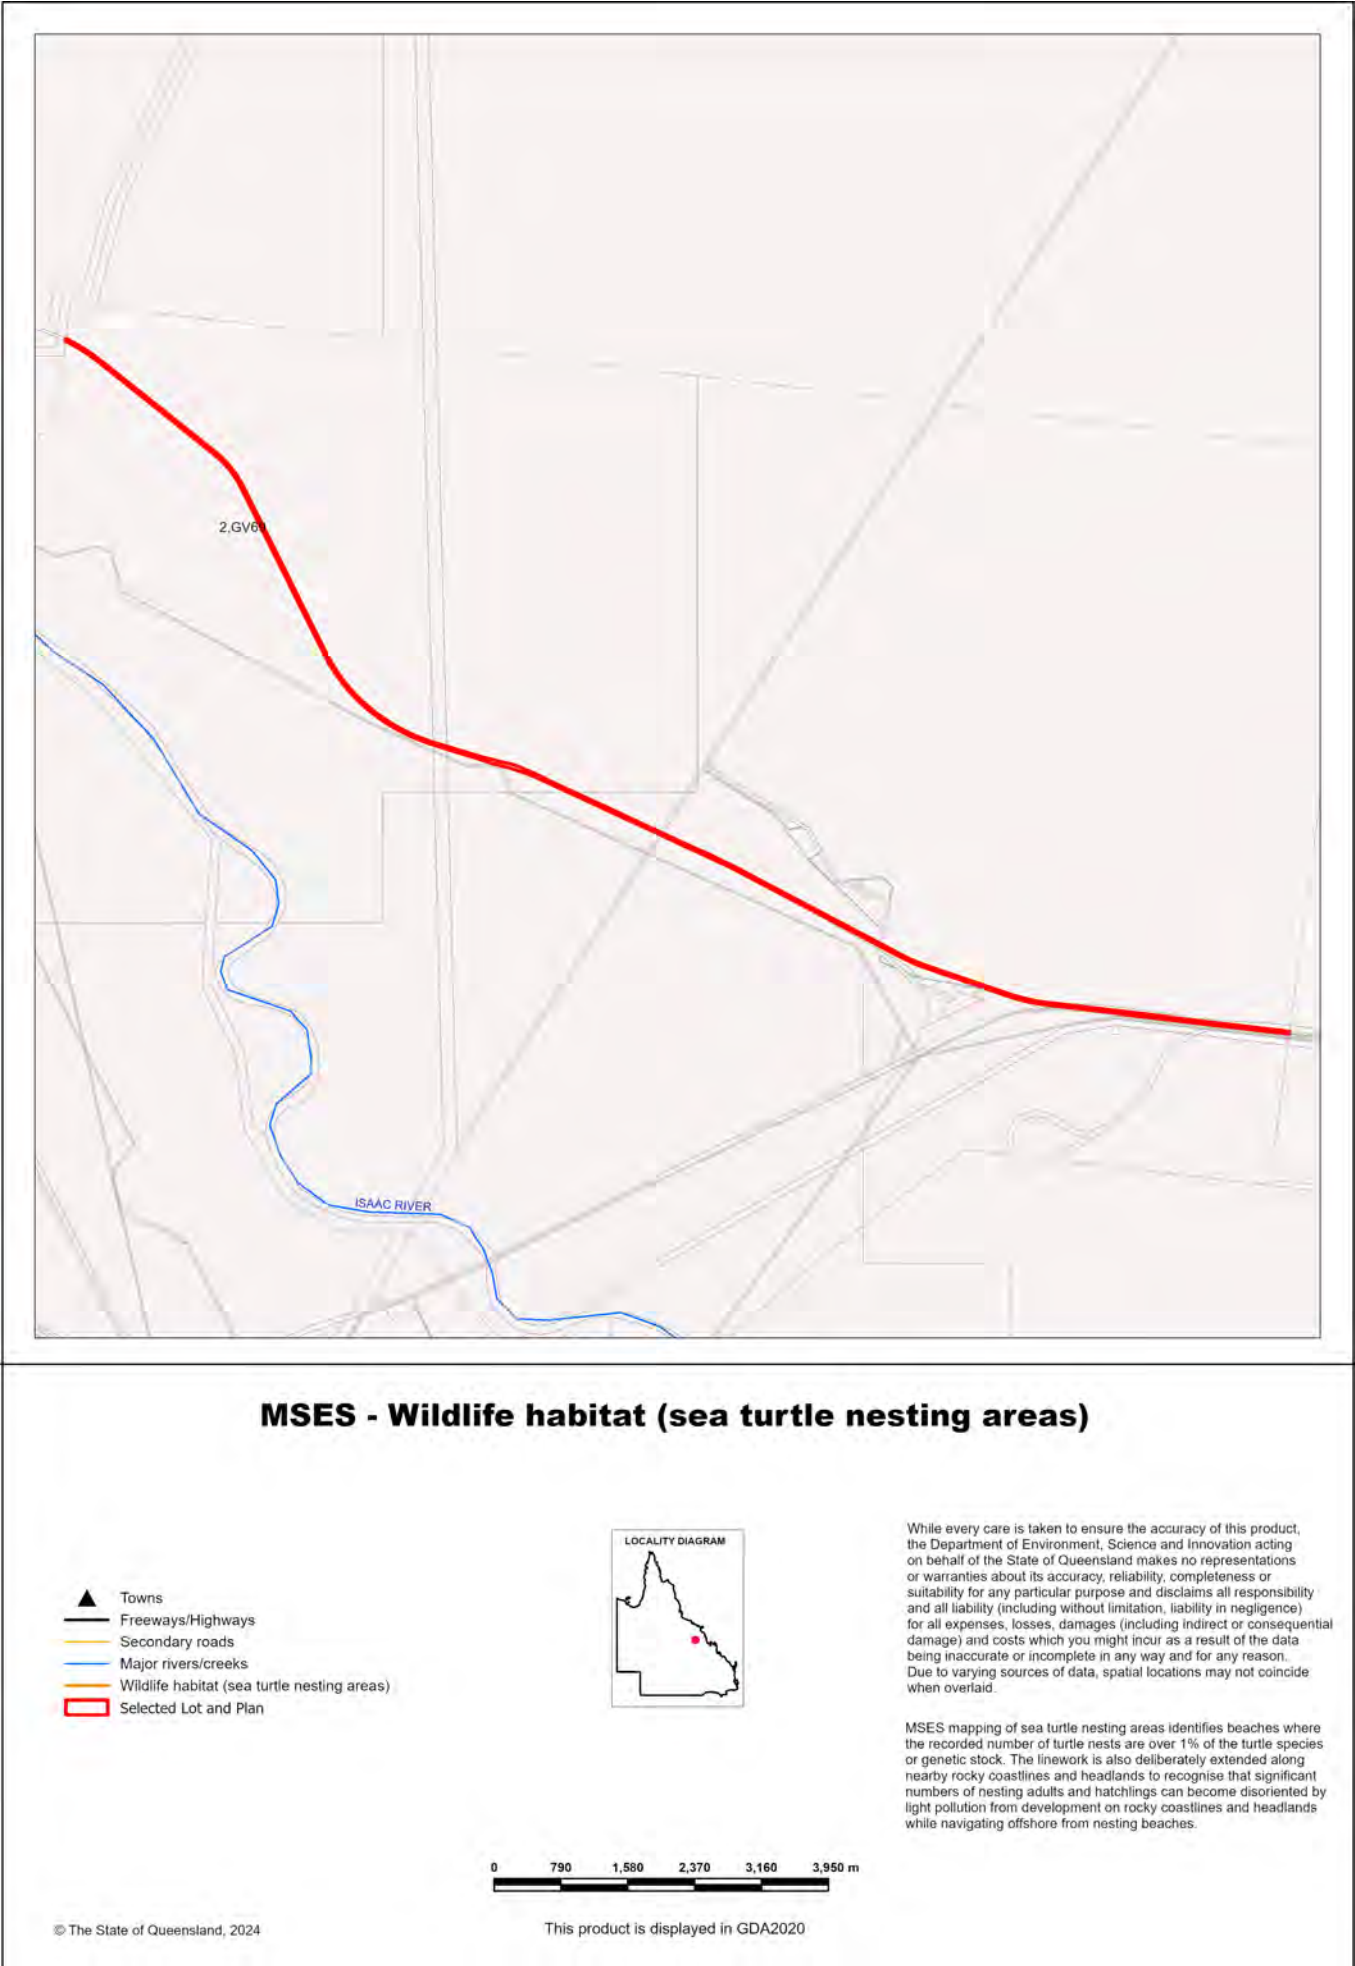 2,GV6
ISAAC RIVER
MSES - Wildlife habitat (sea turtle nesting areas)
Towns
Freeways/Highways
Secondary roads
Major rivers/creeks
Wildlife habitat (sea turtle nesting areas)
Selected Lot and Plan
LOCALITY DIAGRAM
While every care is taken to ensure the accuracy of this product,
the Department of Environment, Science and Innovation acting
on behalf of the State of Queensland makes no representations
or warranties about its accuracy, reliability, completeness or
suitability for any particular purpose and disclaims all responsibility
and all liability (including without limitation, liability in negligence)
for all expenses, losses, damages (including indirect or consequential
damage) and costs which you might incur as a result of the data
being inaccurate or incomplete in any way and for any reason.
Due to varying sources of data, spatial locations may not coincide
when overlaid.
MSES mapping of sea turtle nesting areas identifies beaches where
the recorded number of turtle nests are over 1% of the turtle species
or genetic stock. The linework is also deliberately extended along
nearby rocky coastlines and headlands to recognise that significant
numbers of nesting adults and hatchlings can become disoriented by
light pollution from development on rocky coastlines and headlands
while navigating offshore from nesting beaches.
0 790 1,580 2,370 3,160 3,950 m
© The State of Queensland, 2024
This product is displayed in GDA2020